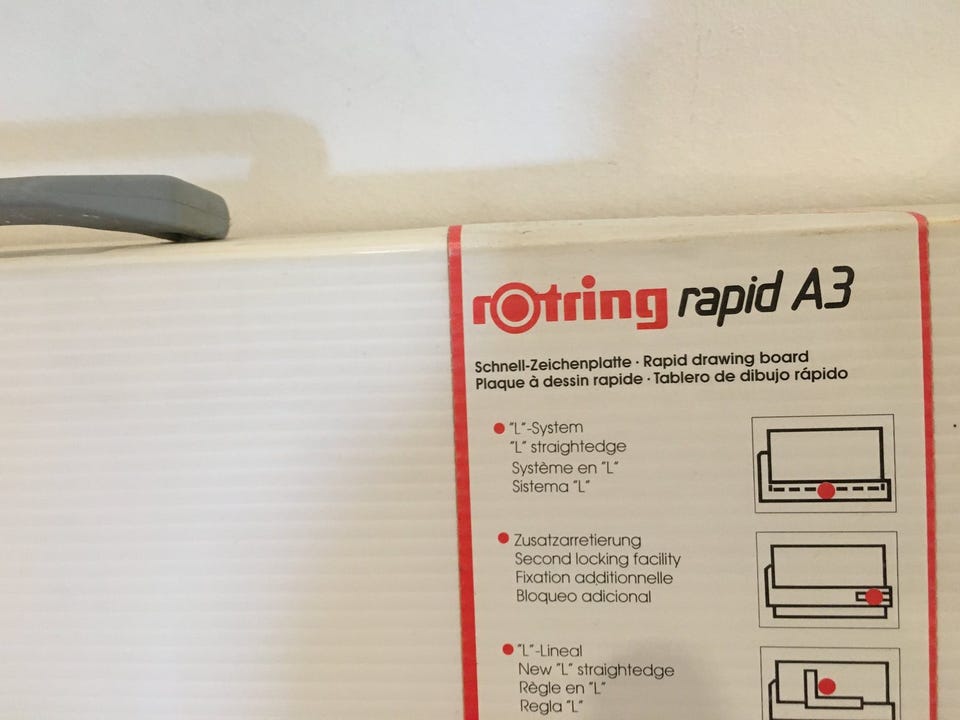 rotring rapid A3
Schnell-Zeichenplatte · Rapid drawing board
Plaque à dessin rapide · Tablero de dibujo rápido
"L"-System
"L" straightedge
Système en "L"
Sistema "L"
Zusatzarretierung
Second locking facility
Fixation additionnelle
Bloqueo adicional
"L"-Lineal
New "L" straightedge
Règle en "L"
Regla "L"